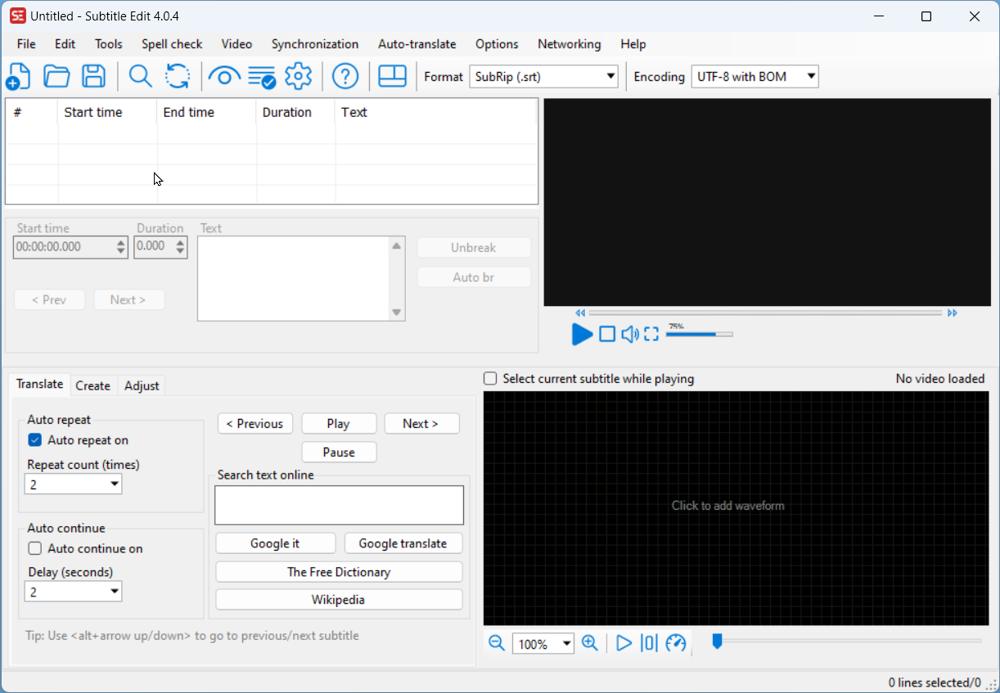 SE Untitled - Subtitle Edit 4.0.4
File Edit Tools Spell check Video Synchronization Auto-translate Options Networking Help
Format SubRip (.srt) Encoding UTF-8 with BOM
# Start time End time Duration Text
Start time Duration Text
00:00:00.000 0.000
Unbreak
Auto br
< Prev Next >
75%
Translate Create Adjust
Select current subtitle while playing No video loaded
Auto repeat
Auto repeat on
Repeat count (times)
2
Auto continue
Auto continue on
Delay (seconds)
2
< Previous Play Next >
Pause
Search text online
Google it Google translate
The Free Dictionary
Wikipedia
Tip: Use <alt+arrow up/down> to go to previous/next subtitle
Click to add waveform
100%
0 lines selected/0